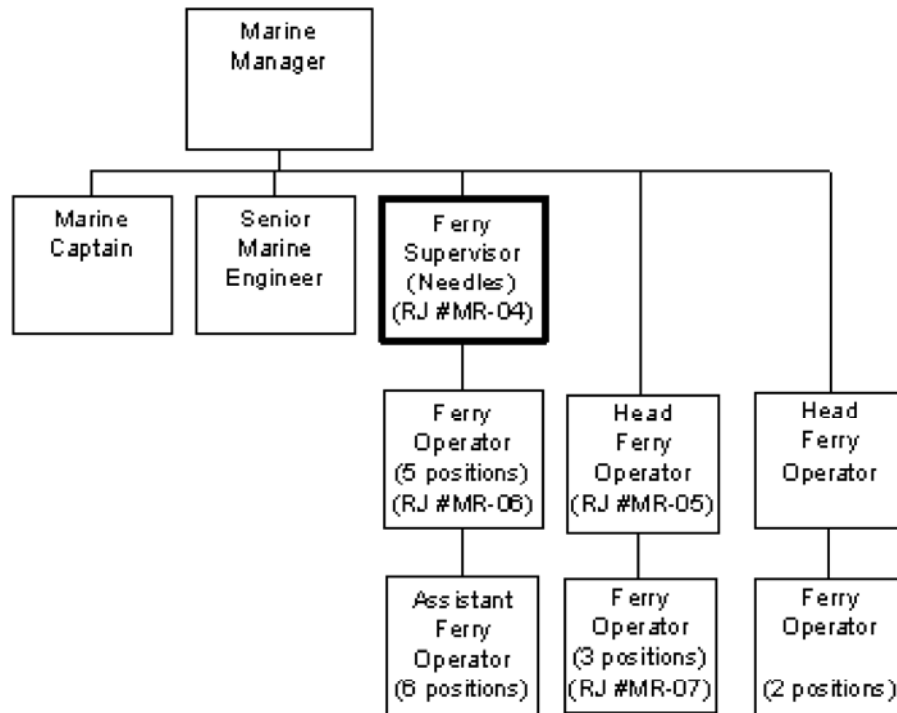 Marine
Manager
Marine
Captain
Senior
Marine
Engineer
Ferry
Supervisor
(Needles)
(RJ #MR-04)
Ferry
Operator
(5 positions)
(RJ #MR-06)
Head
Ferry
Operator
(RJ #MR-05)
Head
Ferry
Operator
Assistant
Ferry
Operator
(6 positions)
Ferry
Operator
(3 positions)
(RJ #MR-07)
Ferry
Operator
(2 positions)